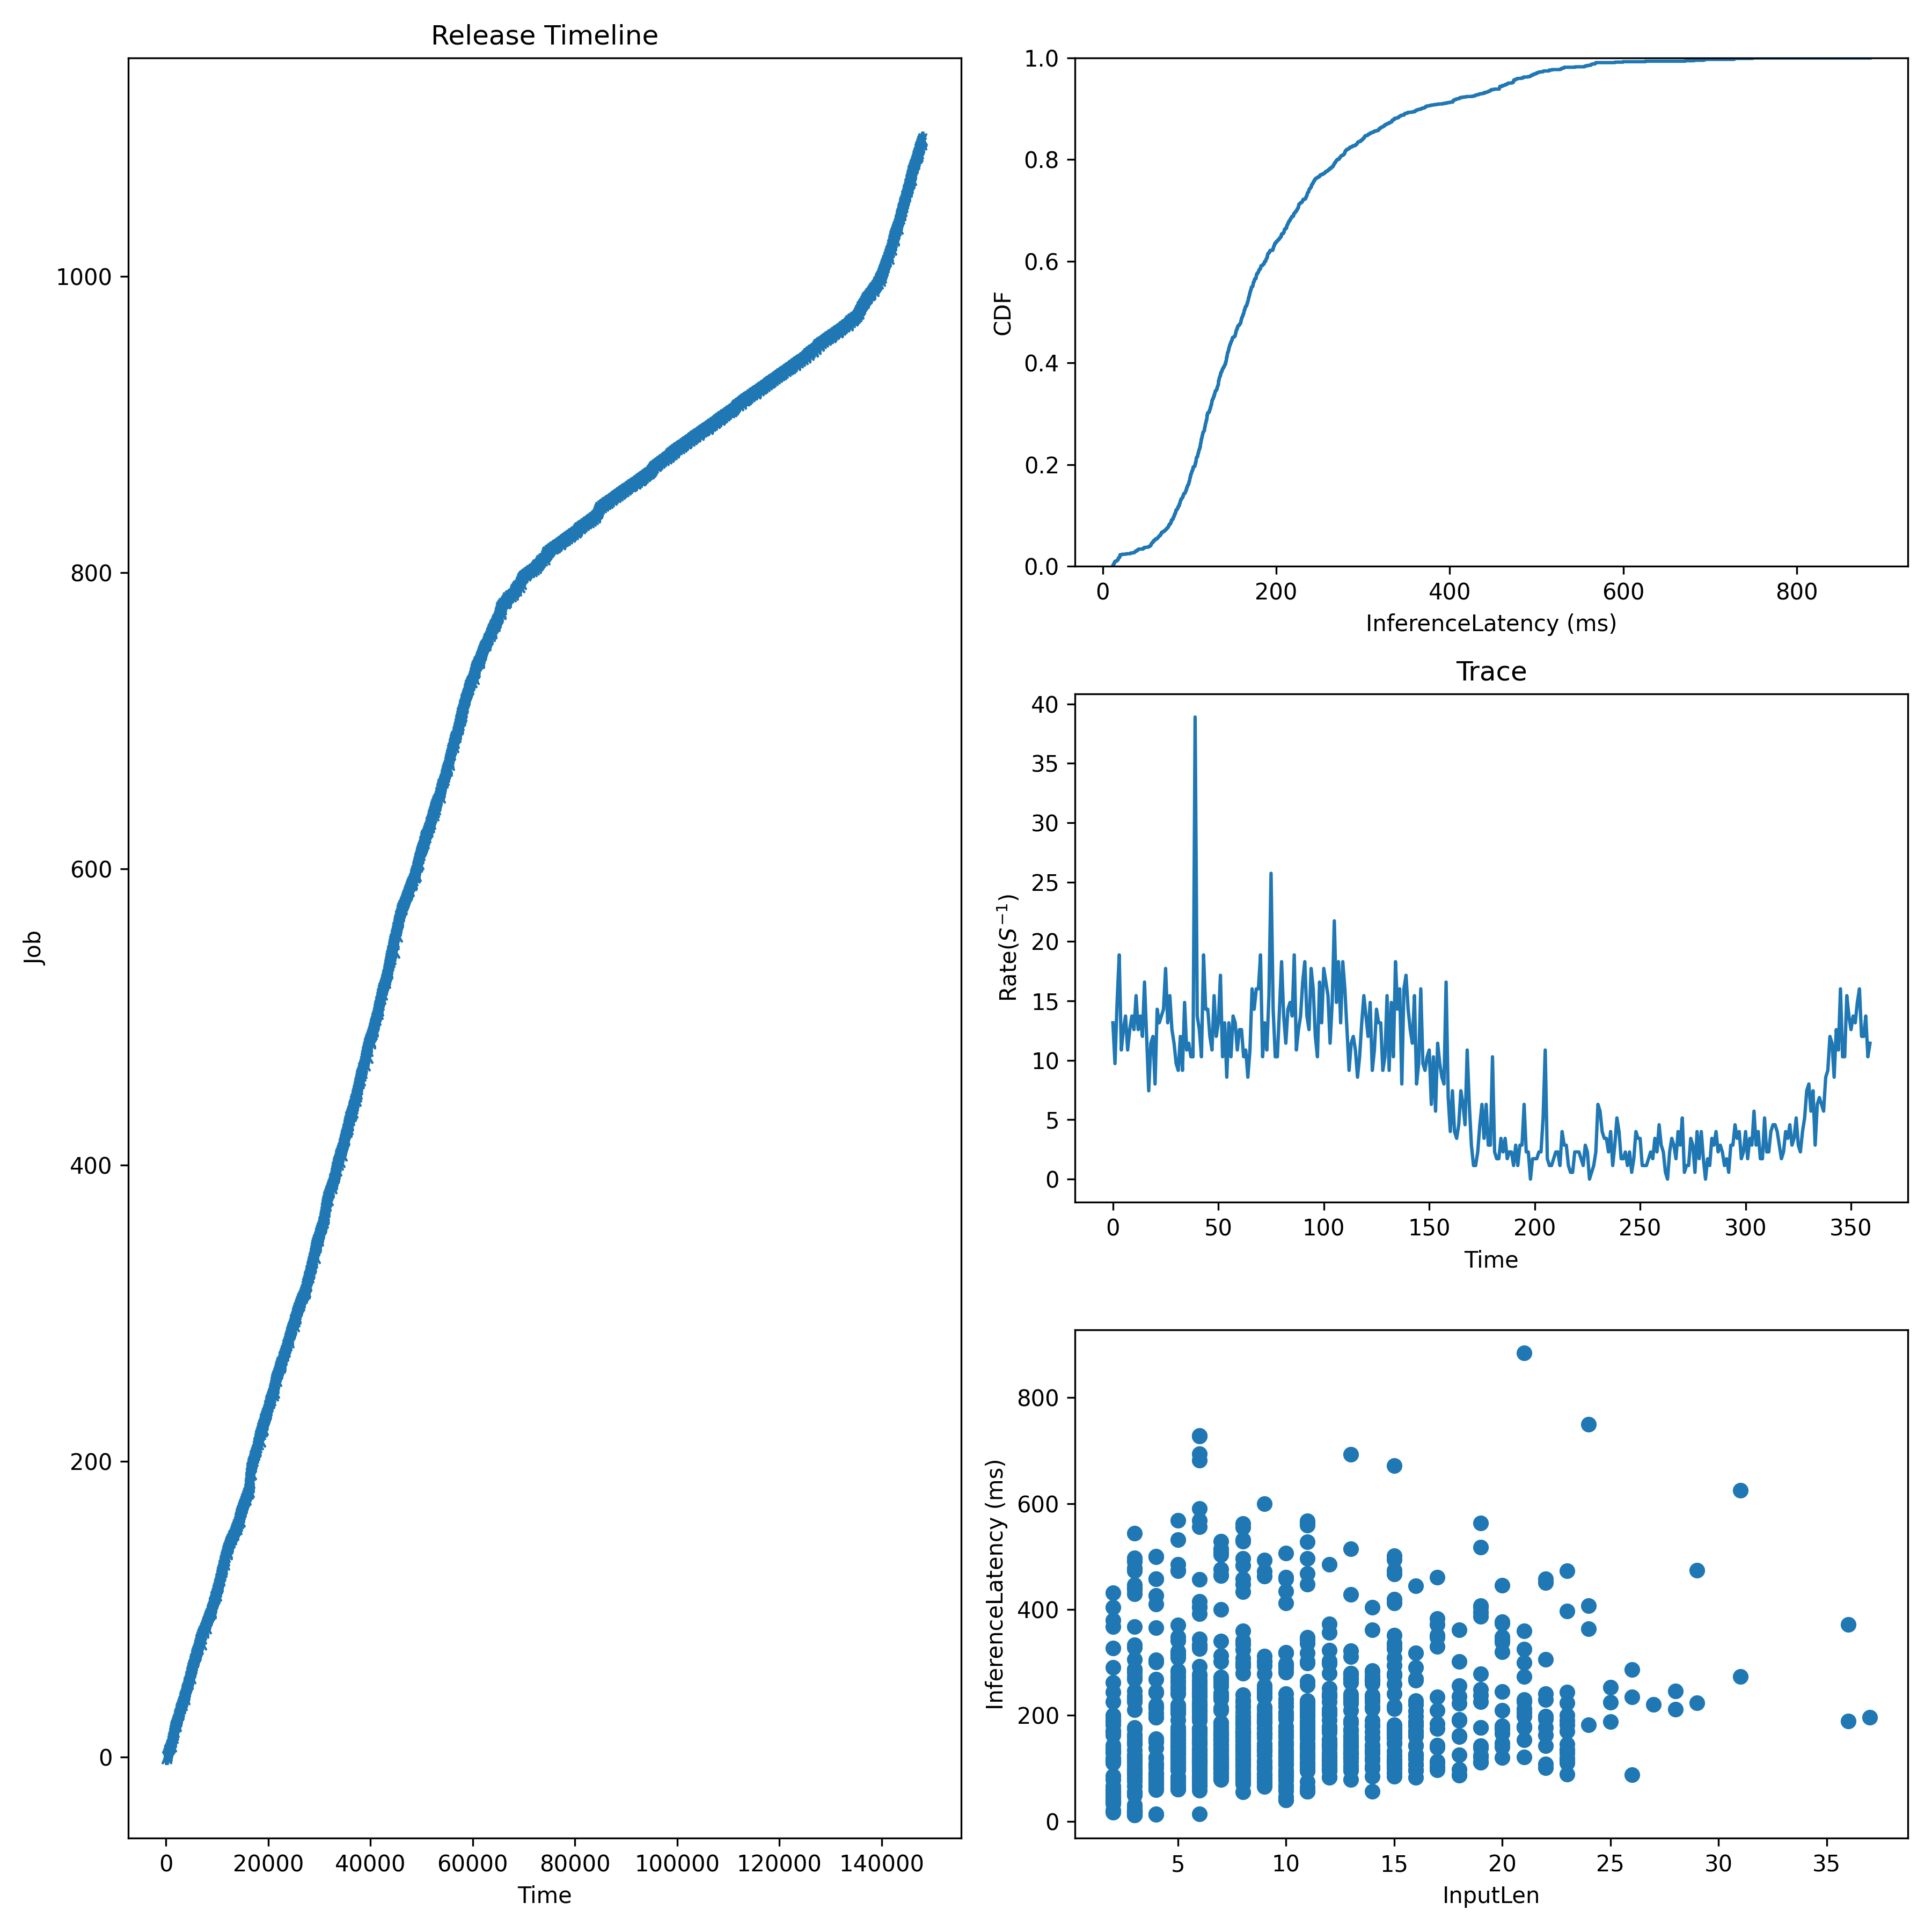 Release Timeline
Job
1000
800
600
400
200
0
0 20000 40000 60000 80000 100000 120000 140000
Time
CDF
1.0
0.8
0.6
0.4
0.2
0.0
0 200 400 600 800
InferenceLatency (ms)
Trace
Rate(S⁻¹)
40
35
30
25
20
15
10
5
0
0 50 100 150 200 250 300 350
Time
InferenceLatency (ms)
800
600
400
200
0
5 10 15 20 25 30 35
InputLen